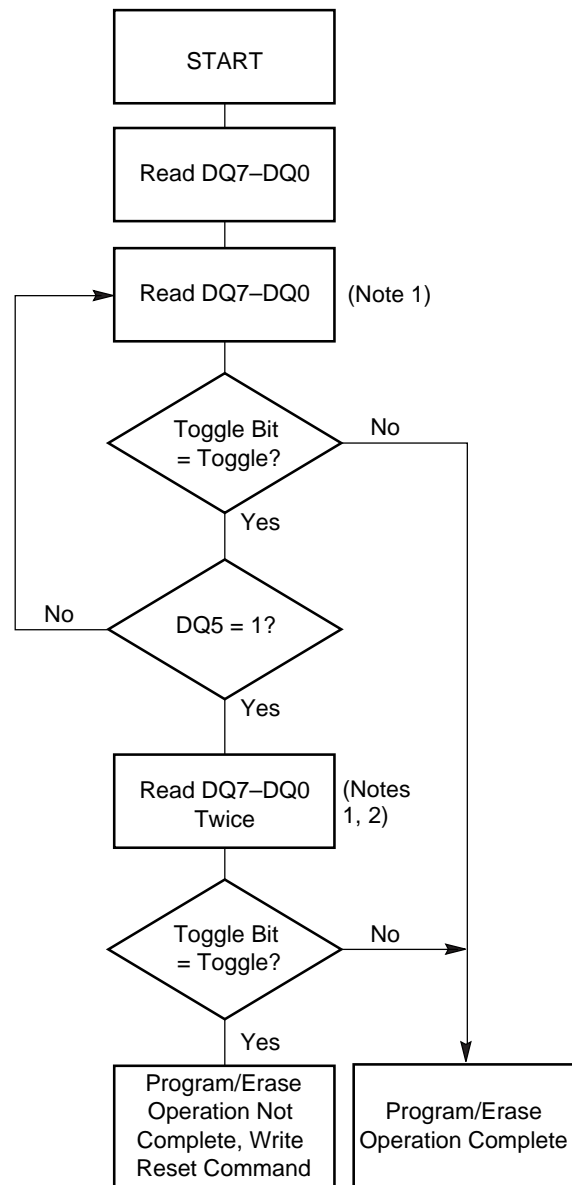 START
Read DQ7–DQ0
Read DQ7–DQ0
(Note 1)
Toggle Bit
= Toggle?
No
Yes
DQ5 = 1?
No
Yes
Read DQ7–DQ0
Twice
(Notes
1, 2)
Toggle Bit
= Toggle?
No
Yes
Program/Erase
Operation Not
Complete, Write
Reset Command
Program/Erase
Operation Complete